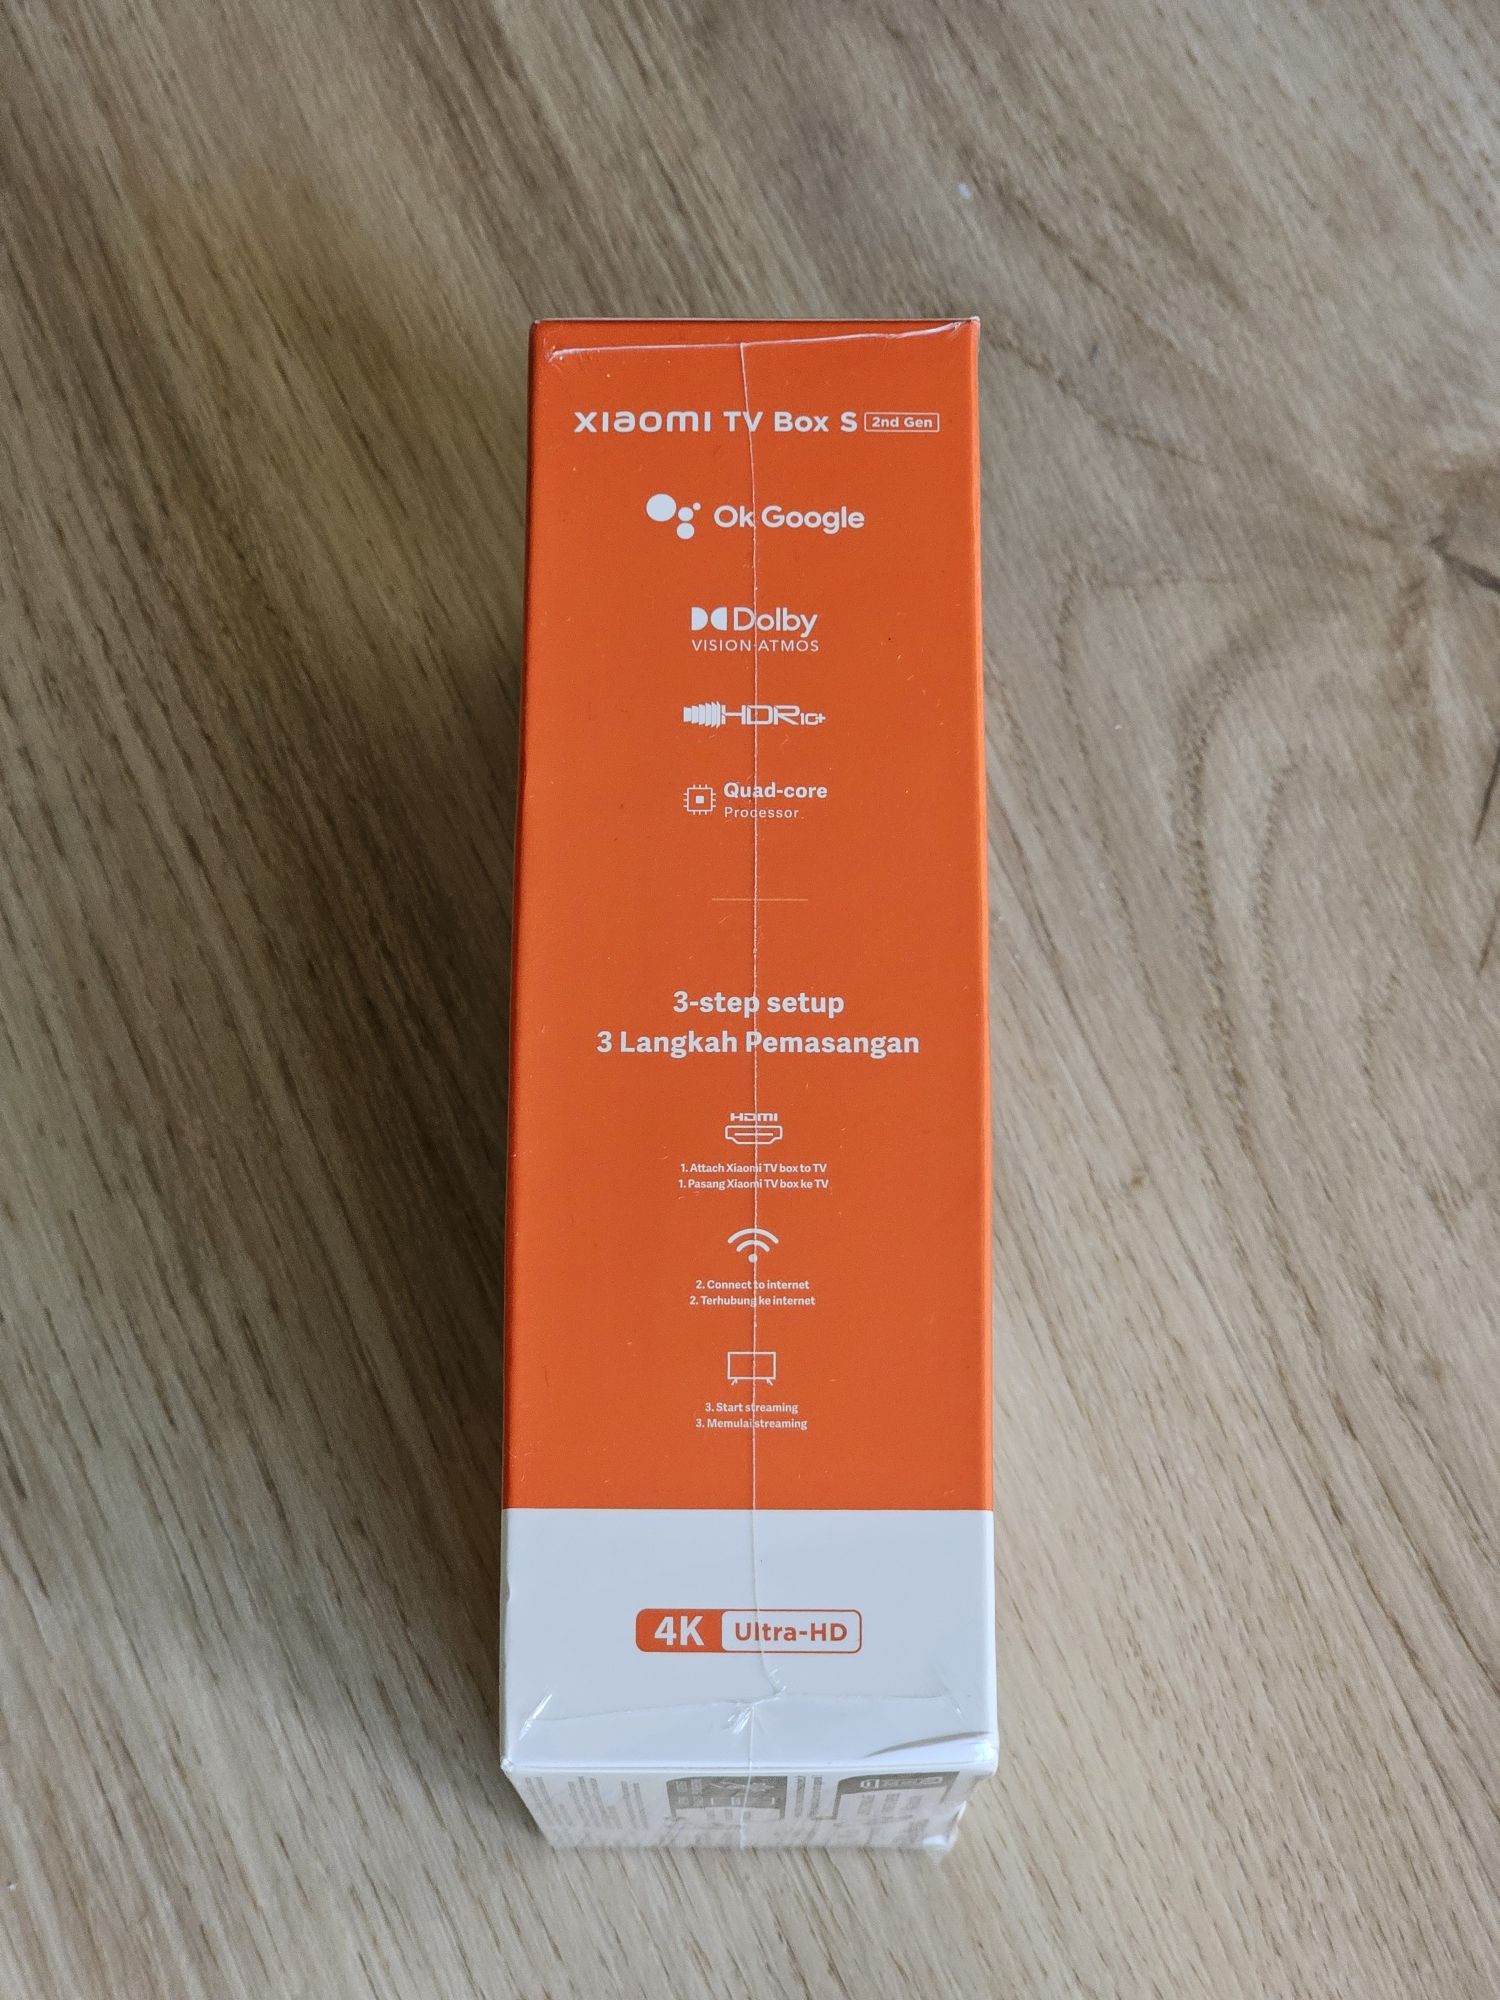 xiaomi TV Box S 2nd Gen
Ok Google
Dolby
VISION·ATMOS
HDR10+
Quad-core
Processor
3-step setup
3 Langkah Pemasangan
HDMI
1. Attach Xiaomi TV box to TV
1. Pasang Xiaomi TV box ke TV
2. Connect to internet
2. Terhubung ke internet
3. Start streaming
3. Memulai streaming
4K Ultra-HD